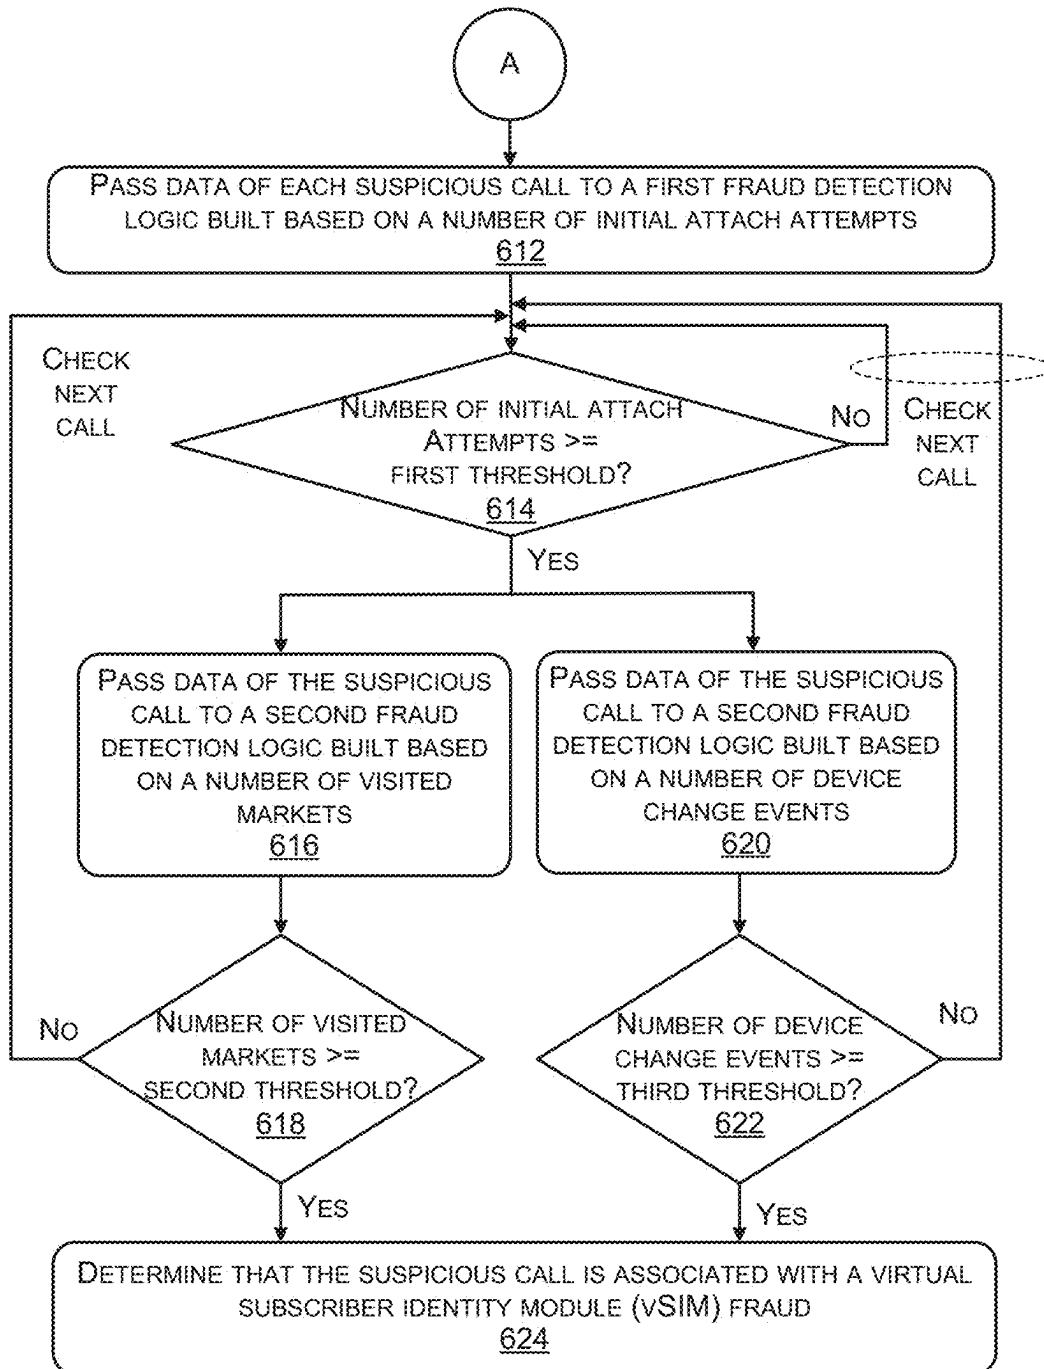 A
PASS DATA OF EACH SUSPICIOUS CALL TO A FIRST FRAUD DETECTION
LOGIC BUILT BASED ON A NUMBER OF INITIAL ATTACH ATTEMPTS
612
CHECK
NEXT
CALL
NUMBER OF INITIAL ATTACH
ATTEMPTS >=
FIRST THRESHOLD?
614
NO
CHECK
NEXT
CALL
YES
PASS DATA OF THE SUSPICIOUS
CALL TO A SECOND FRAUD
DETECTION LOGIC BUILT BASED
ON A NUMBER OF VISITED
MARKETS
616
PASS DATA OF THE SUSPICIOUS
CALL TO A SECOND FRAUD
DETECTION LOGIC BUILT BASED
ON A NUMBER OF DEVICE
CHANGE EVENTS
620
NO
NUMBER OF VISITED
MARKETS >=
SECOND THRESHOLD?
618
NUMBER OF DEVICE
CHANGE EVENTS >=
THIRD THRESHOLD?
622
NO
YES
YES
DETERMINE THAT THE SUSPICIOUS CALL IS ASSOCIATED WITH A VIRTUAL
SUBSCRIBER IDENTITY MODULE (VSIM) FRAUD
624